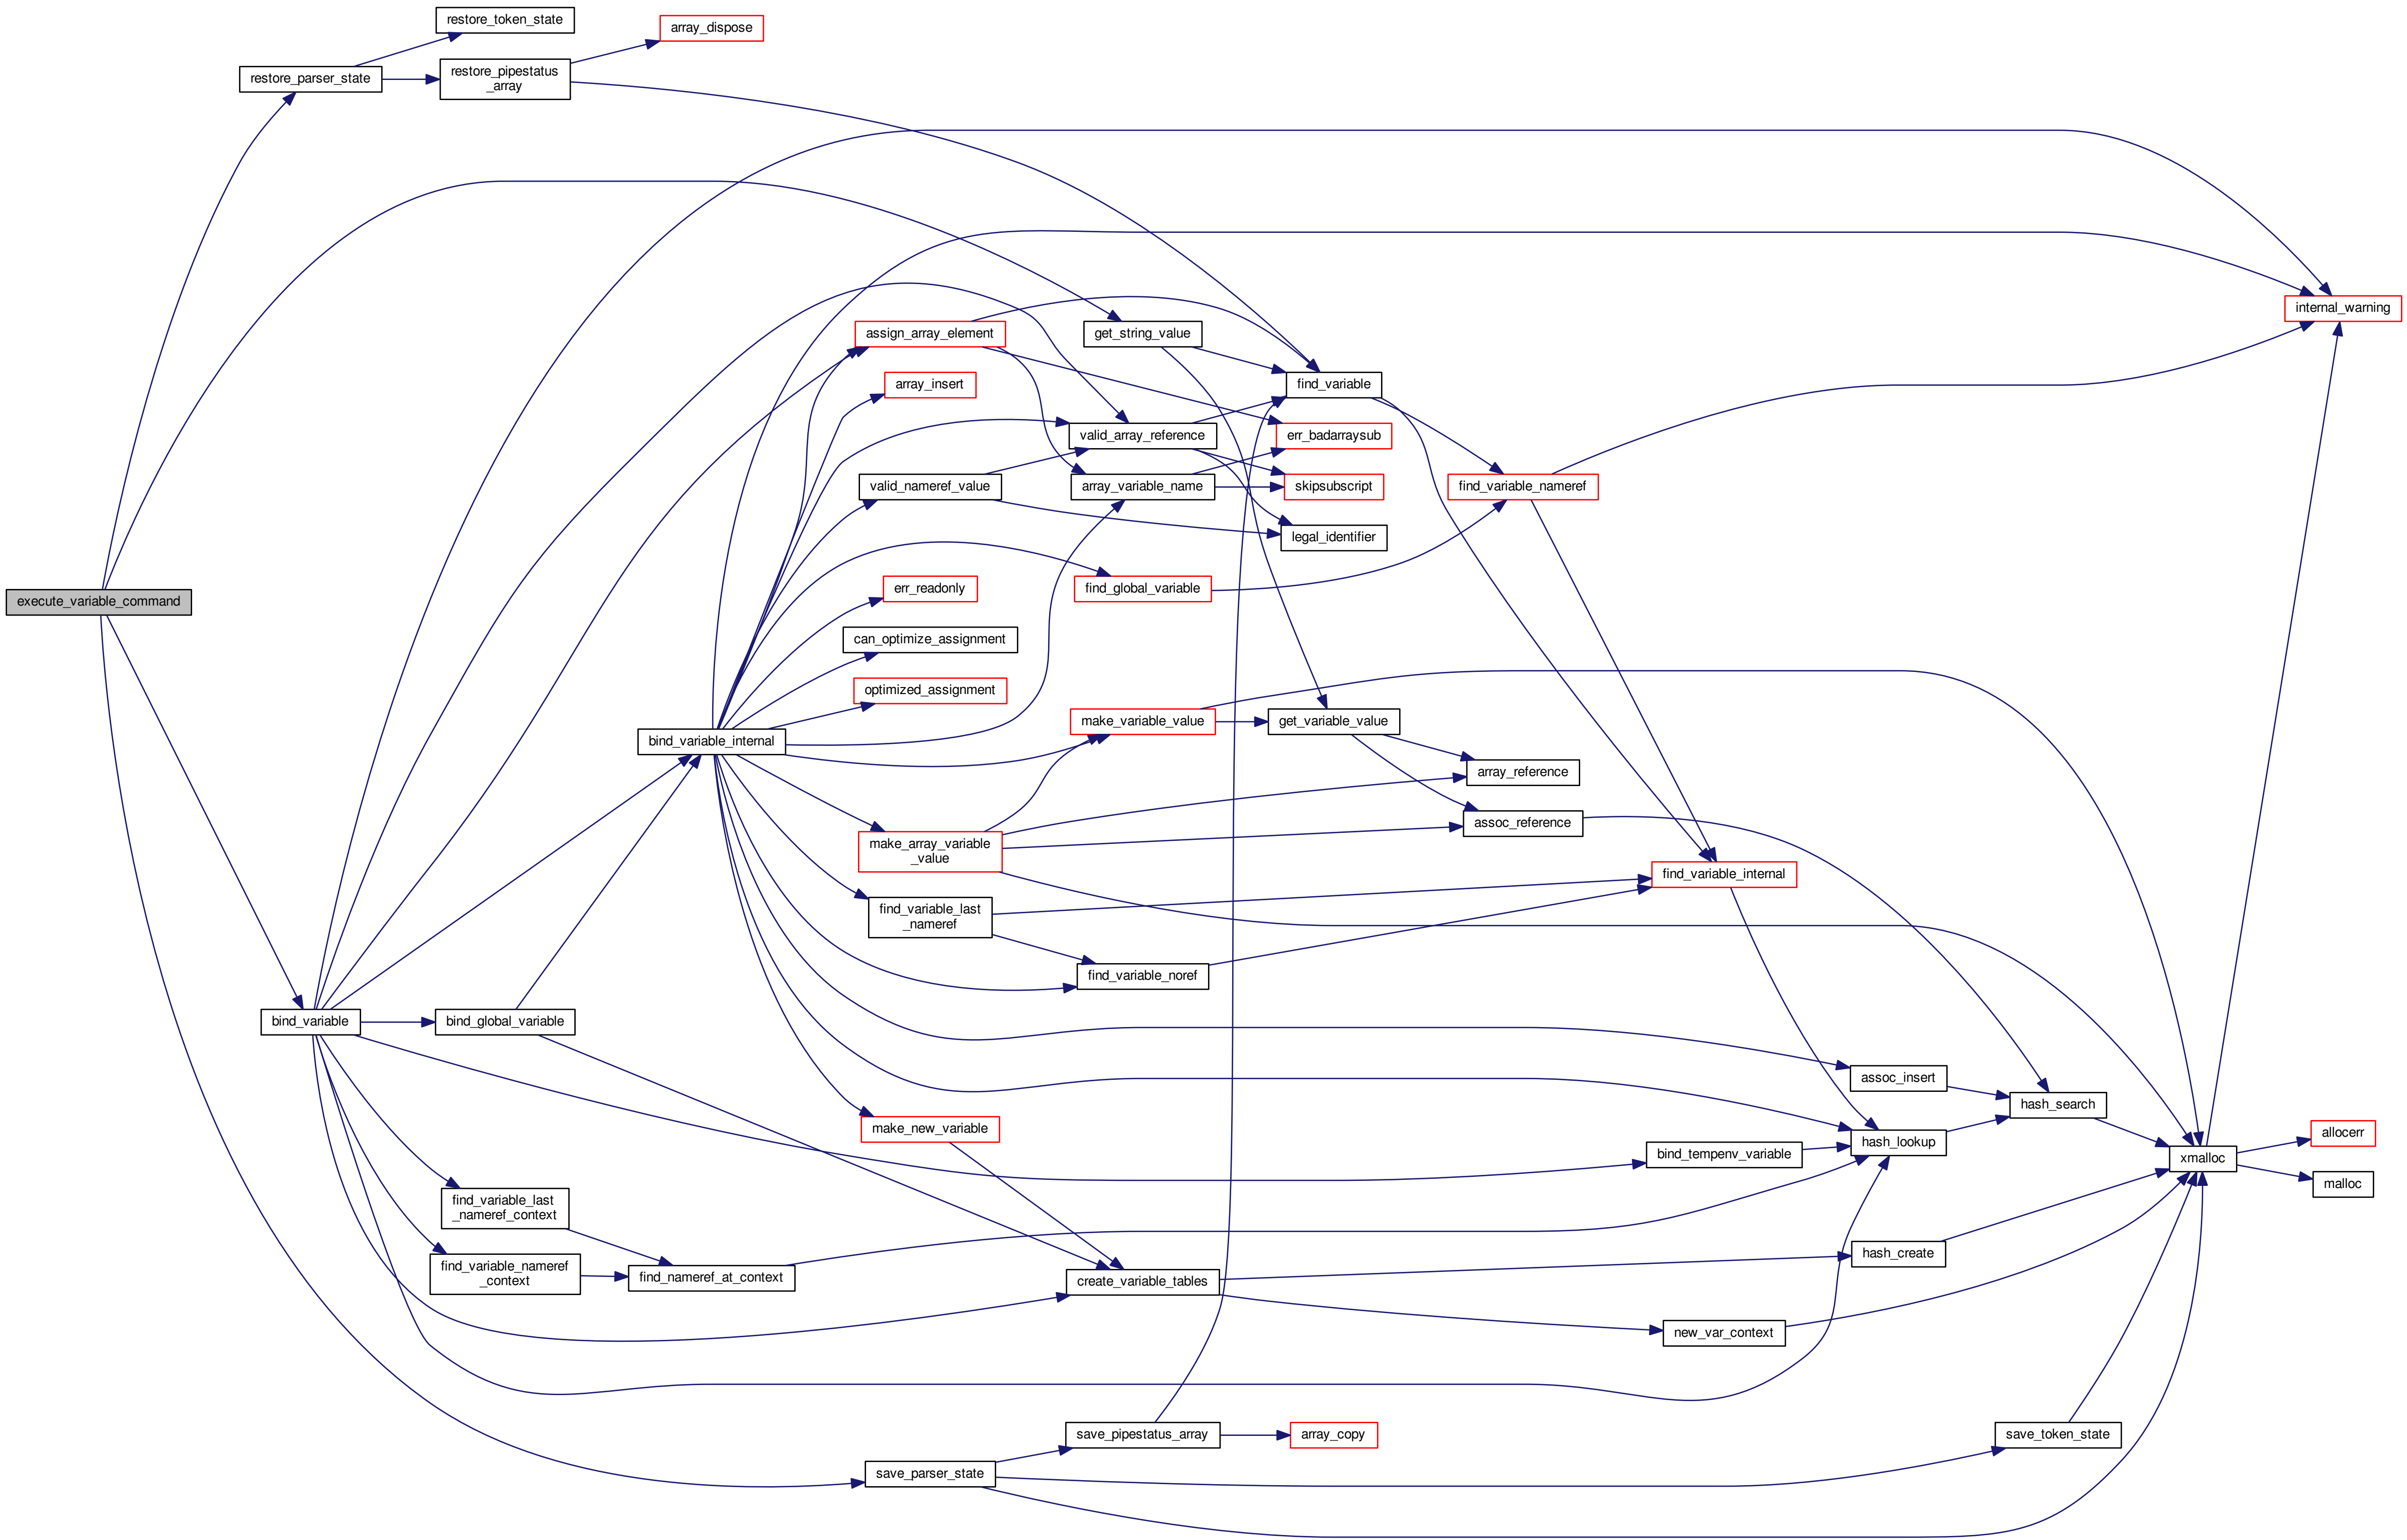 restore_token_state
array_dispose
restore_parser_state
restore_pipestatus
_array
internal_warning
assign_array_element
get_string_value
array_insert
find_variable
valid_array_reference
err_badarraysub
valid_nameref_value
array_variable_name
skipsubscript
find_variable_nameref
legal_identifier
err_readonly
find_global_variable
execute_variable_command
can_optimize_assignment
optimized_assignment
make_variable_value
get_variable_value
bind_variable_internal
array_reference
assoc_reference
make_array_variable
_value
find_variable_internal
find_variable_last
_nameref
find_variable_noref
bind_variable
bind_global_variable
assoc_insert
hash_search
make_new_variable
allocerr
hash_lookup
bind_tempenv_variable
xmalloc
malloc
find_variable_last
_nameref_context
hash_create
find_variable_nameref
_context
find_nameref_at_context
create_variable_tables
new_var_context
save_pipestatus_array
array_copy
save_token_state
save_parser_state